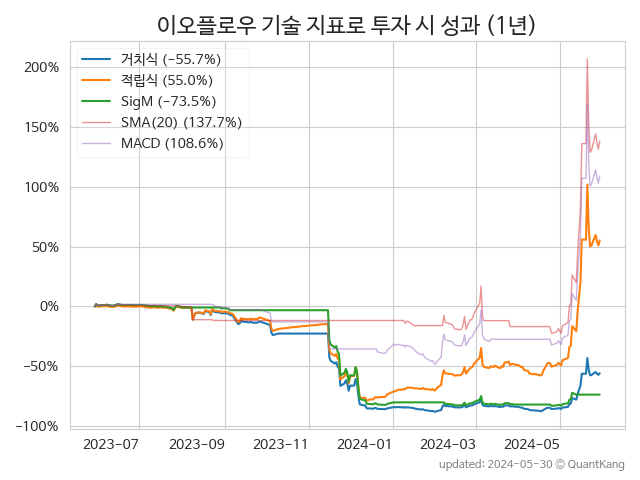 이오플로우 기술 지표로 투자 시 성과 (1년)
거치식 (-55.7%)
적립식 (55.0%)
SigM (-73.5%)
SMA(20) (137.7%)
MACD (108.6%)
200%
150%
100%
50%
0%
-50%
-100%
2023-07 2023-09 2023-11 2024-01 2024-03 2024-05
updated: 2024-05-30 © QuantKang